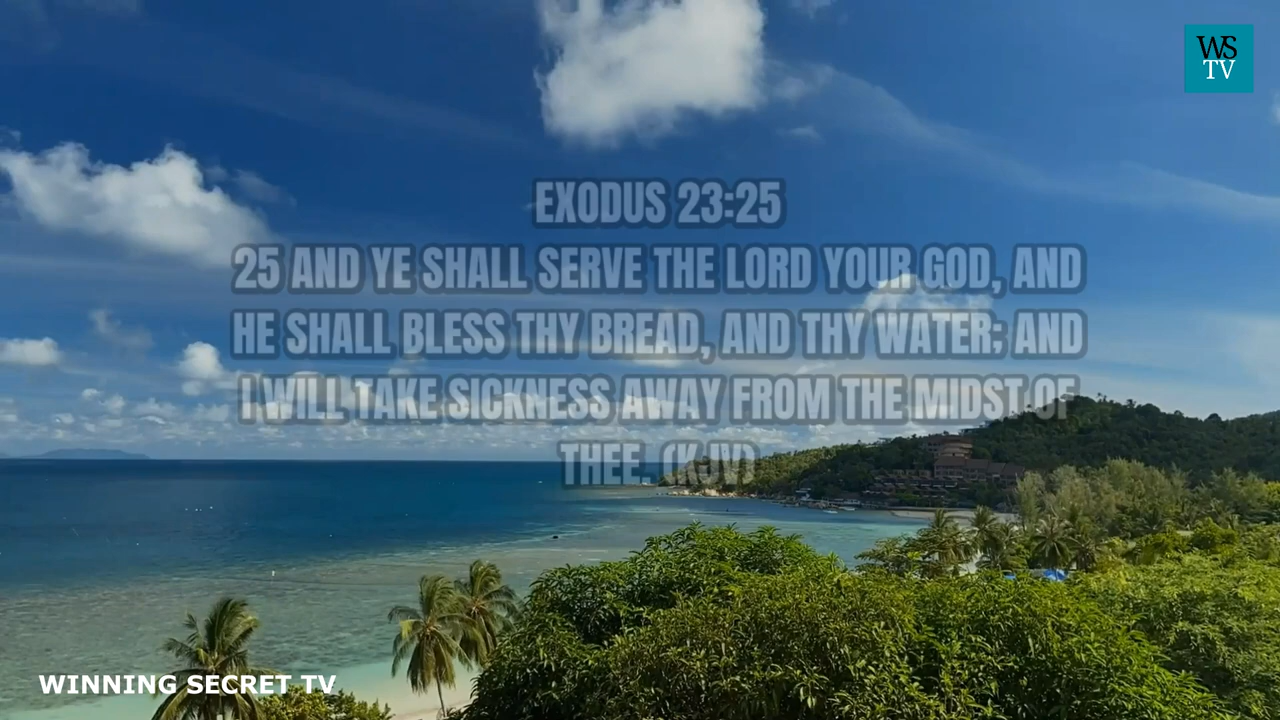 WS
TV
EXODUS 23:25
25 AND YE SHALL SERVE THE LORD YOUR GOD, AND
HE SHALL BLESS THY BREAD, AND THY WATER; AND
I WILL TAKE SICKNESS AWAY FROM THE MIDST OF
THEE. (KJV)
WINNING SECRET TV